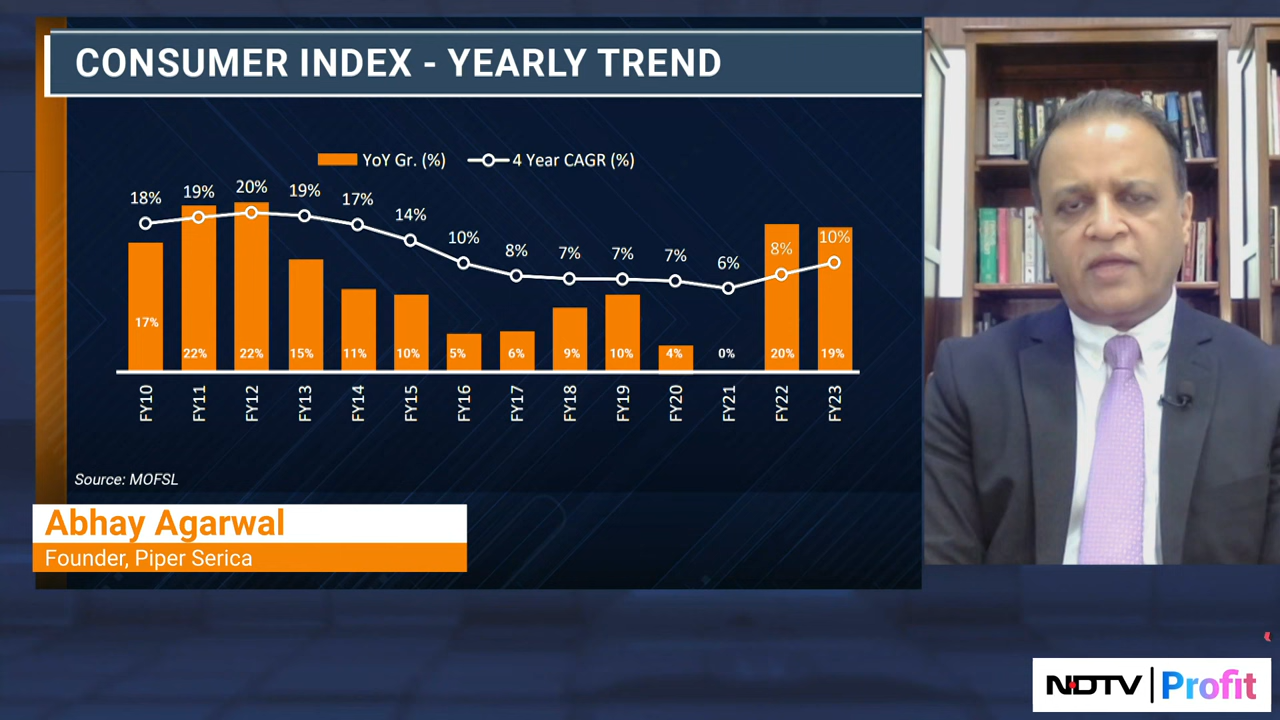 CONSUMER INDEX - YEARLY TREND
YoY Gr. (%) 4 Year CAGR (%)
18% 19% 20% 19% 17% 14% 10% 8% 7% 7% 7% 6% 8% 10%
17% 22% 22% 15% 11% 10% 5% 6% 9% 10% 4% 0% 20% 19%
FY10 FY11 FY12 FY13 FY14 FY15 FY16 FY17 FY18 FY19 FY20 FY21 FY22 FY23
Source: MOFSL
Abhay Agarwal
Founder, Piper Serica
NDTV Profit